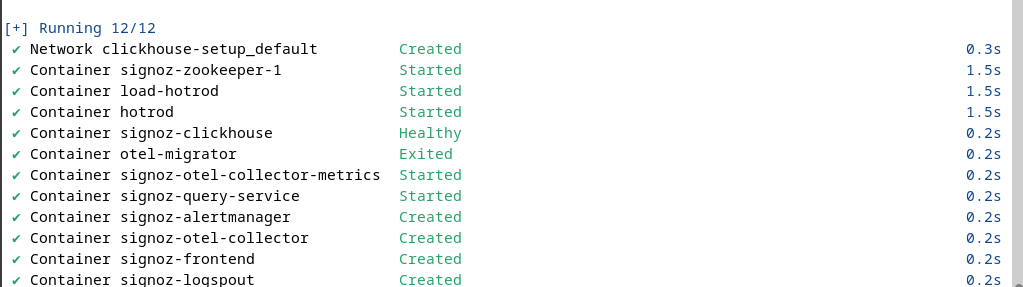 [+] Running 12/12
✔ Network clickhouse-setup_default Created 0.3s
✔ Container signoz-zookeeper-1 Started 1.5s
✔ Container load-hotrod Started 1.5s
✔ Container hotrod Started 1.5s
✔ Container signoz-clickhouse Healthy 0.2s
✔ Container otel-migrator Exited 0.2s
✔ Container signoz-otel-collector-metrics Started 0.2s
✔ Container signoz-query-service Started 0.2s
✔ Container signoz-alertmanager Created 0.2s
✔ Container signoz-otel-collector Created 0.2s
✔ Container signoz-frontend Created 0.2s
✔ Container signoz-logspout Created 0.2s